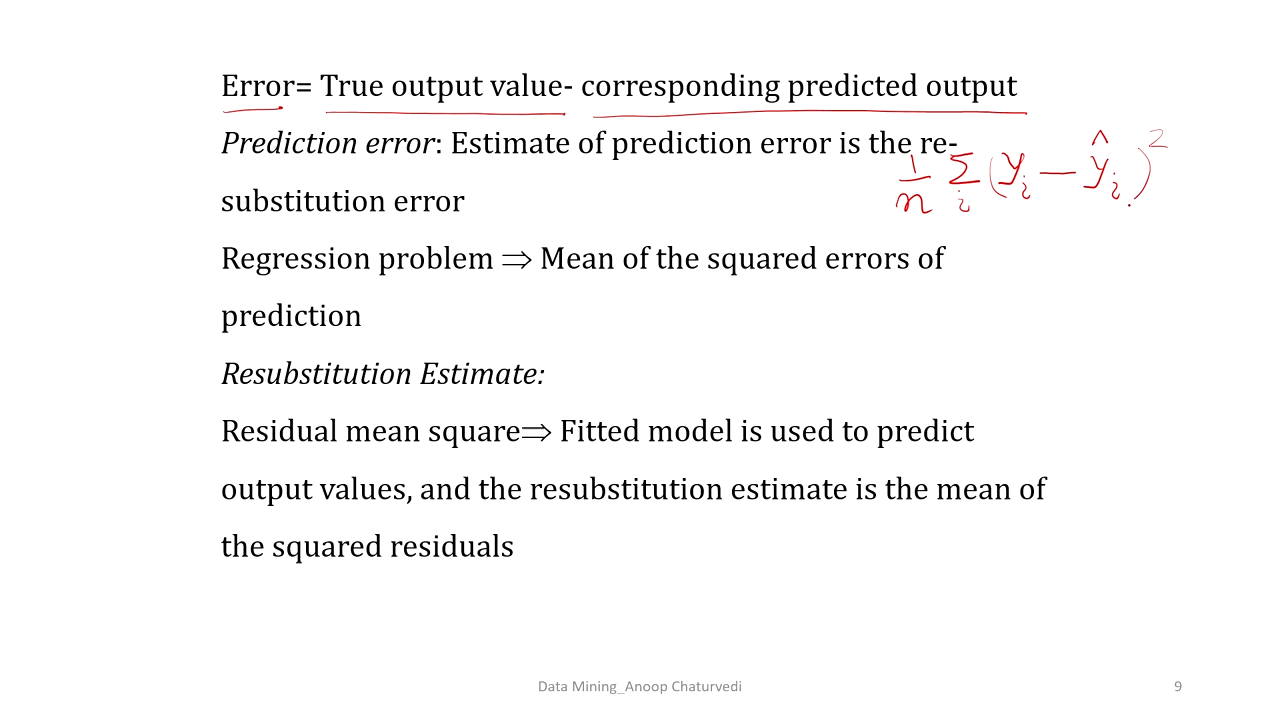 Error= True output value- corresponding predicted output
Prediction error: Estimate of prediction error is the re-
1/n Σ_i (y_i − ŷ_i)^2
substitution error
Regression problem ⇒ Mean of the squared errors of
prediction
Resubstitution Estimate:
Residual mean square⇒ Fitted model is used to predict
output values, and the resubstitution estimate is the mean of
the squared residuals
Data Mining_Anoop Chaturvedi
9